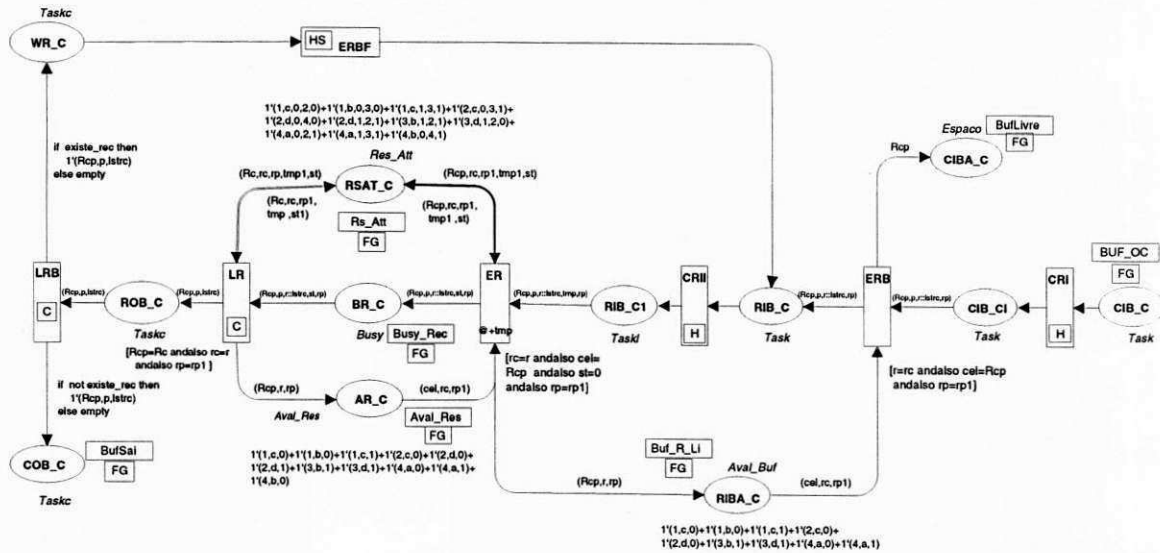 Taskc
WR_C
HS
ERBF
1'(1,c,0,2,0)+1'(1,b,0,3,0)+1'(1,c,1,3,1)+1'(2,c,0,3,1)+
1'(2,d,0,4,0)+1'(2,d,1,2,1)+1'(3,b,1,2,1)+1'(3,d,1,2,0)+
1'(4,a,0,2,1)+1'(4,a,1,3,1)+1'(4,b,0,4,1)
if existe_rec then
1'(Rcp,p,lstrc)
else empty
Res_Att
RSAT_C
(Rc,rc,rp,tmp1,st)
(Rc,rc,rp1,
tmp ,st1)
(Rcp,rc,rp1,tmp1,st)
(Rcp,rc,rp1,
tmp1 ,st)
Rs_Att
FG
Espaco
BufLivre
FG
Rcp
CIBA_C
LRB
C
(Rcp,p,lstrc)
ROB_C
Taskc
(Rcp,p,lstrc)
LR
C
(Rcp,p,r::lstrc,st,rp)
BR_C
Busy
Busy_Rec
FG
(Rcp,p,r::lstrc,st,rp)
ER
@+tmp
(Rcp,p,r::lstrc,tmp,rp)
RIB_C1
Taskl
CRII
H
RIB_C
Task
(Rcp,p,r::lstrc,rp)
ERB
(Rcp,p,r::lstrc,rp)
CIB_CI
Task
CRI
H
BUF_OC
FG
CIB_C
Task
[Rcp=Rc andalso rc=r
andalso rp=rp1 ]
[rc=r andalso cel=
Rcp andalso st=0
andalso rp=rp1]
[r=rc andalso cel=Rcp
andalso rp=rp1]
if not existe_rec then
1'(Rcp,p,lstrc)
else empty
(Rcp,r,rp)
AR_C
Aval_Res
(cel,rc,rp1)
Aval_Res
FG
COB_C
Taskc
BufSai
FG
1'(1,c,0)+1'(1,b,0)+1'(1,c,1)+1'(2,c,0)+1'(2,d,0)+
1'(2,d,1)+1'(3,b,1)+1'(3,d,1)+1'(4,a,0)+1'(4,a,1)+
1'(4,b,0)
Buf_R_Li
FG
Aval_Buf
(Rcp,r,rp)
RIBA_C
(cel,rc,rp1)
1'(1,c,0)+1'(1,b,0)+1'(1,c,1)+1'(2,c,0)+
1'(2,d,0)+1'(3,b,1)+1'(3,d,1)+1'(4,a,0)+1'(4,a,1)